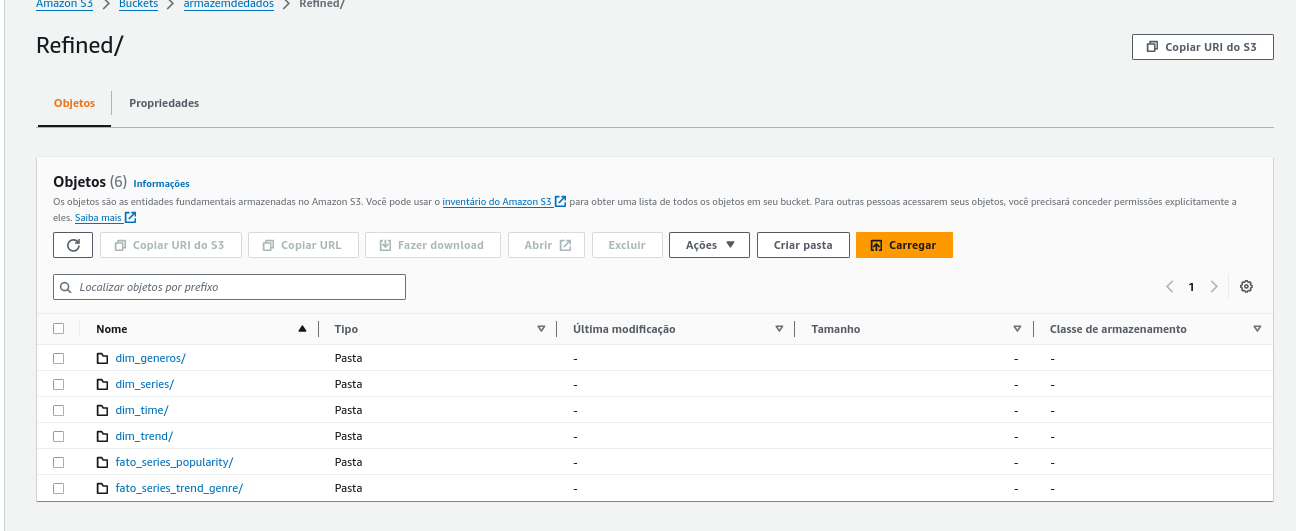 Amazon S3 > Buckets > armazemdedados > Refined/
Refined/
Copiar URI do S3
Objetos Propriedades
Objetos (6) Informações
Os objetos são as entidades fundamentais armazenadas no Amazon S3. Você pode usar o inventário do Amazon S3 para obter uma lista de todos os objetos em seu bucket. Para outras pessoas acessarem seus objetos, você precisará conceder permissões explicitamente a
eles. Saiba mais
Copiar URI do S3 Copiar URL Fazer download Abrir Excluir Ações Criar pasta Carregar
Localizar objetos por prefixo
1
Nome Tipo Última modificação Tamanho Classe de armazenamento
dim_generos/ Pasta - - -
dim_series/ Pasta - - -
dim_time/ Pasta - - -
dim_trend/ Pasta - - -
fato_series_popularity/ Pasta - - -
fato_series_trend_genre/ Pasta - - -